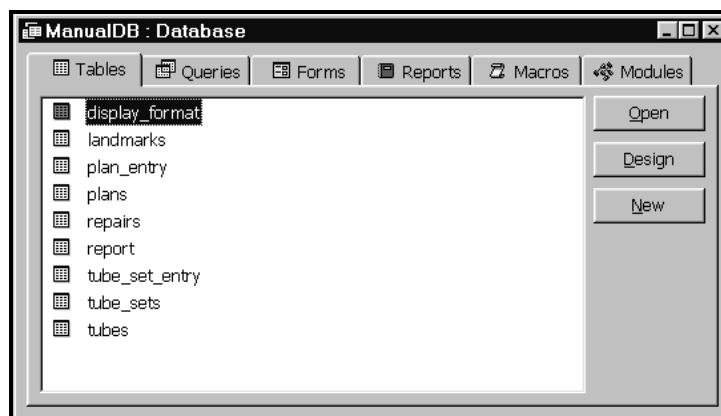 ManualDB : Database
Tables Queries Forms Reports Macros Modules
display_format
landmarks
plan_entry
plans
repairs
report
tube_set_entry
tube_sets
tubes
Open
Design
New